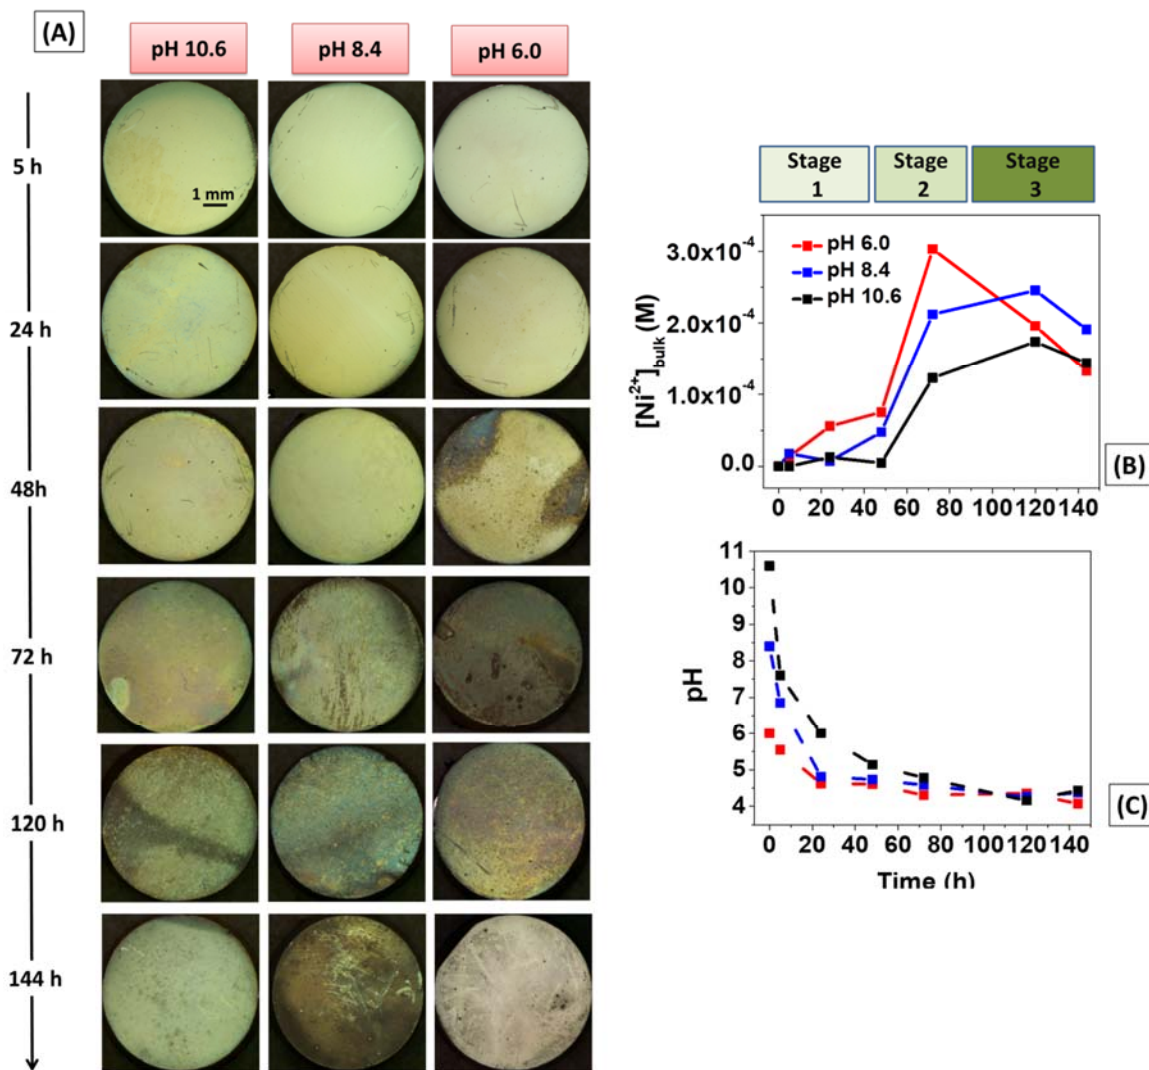 (A)
pH 10.6 pH 8.4 pH 6.0
5 h
1 mm
24 h
48h
72 h
120 h
144 h
Stage 1
Stage 2
Stage 3
[Ni²⁺]bulk (M)
3.0x10⁻⁴
2.0x10⁻⁴
1.0x10⁻⁴
0.0
pH 6.0
pH 8.4
pH 10.6
0 20 40 60 80 100 120 140
(B)
pH
11
10
9
8
7
6
5
4
0 20 40 60 80 100 120 140
Time (h)
(C)